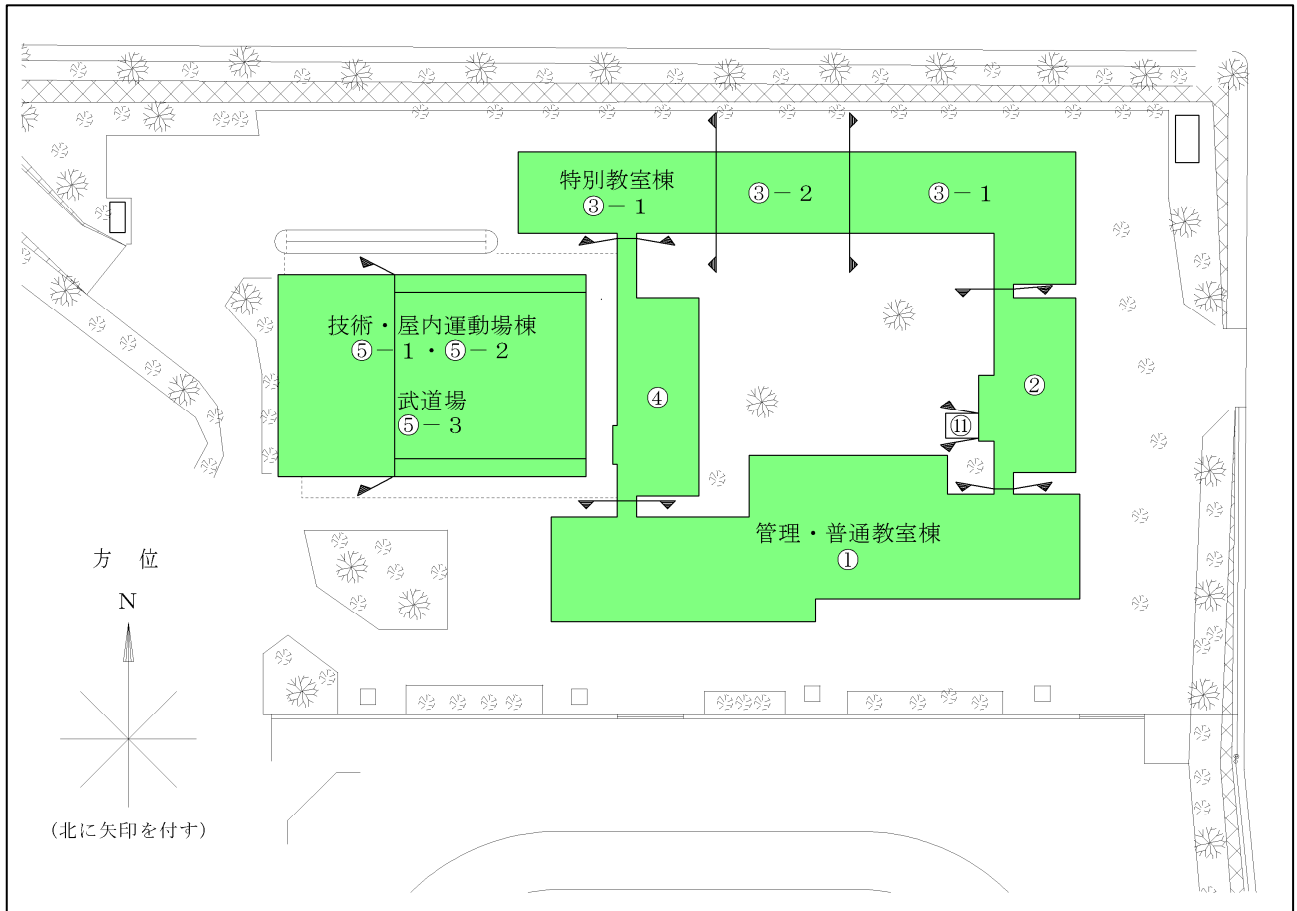 特別教室棟
③－１
③－２
③－１
技術・屋内運動場棟
⑤－１・⑤－２
武道場
⑤－３
④
②
⑪
管理・普通教室棟
①
方　位
N
(北に矢印を付す)